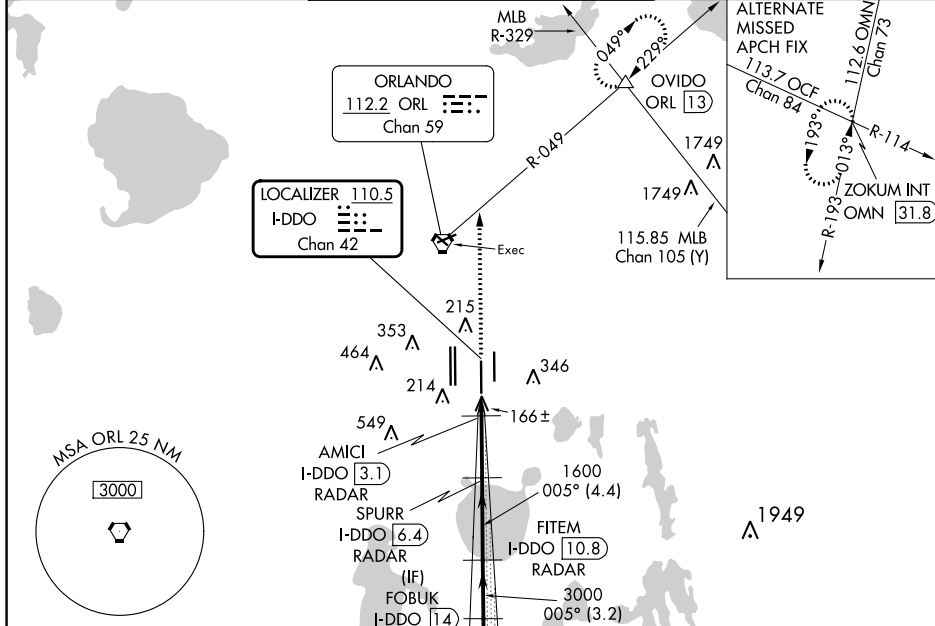 MLB
R-329
049°
229°
ORLANDO
112.2 ORL
Chan 59
OVIDO
ORL 13
R-049
LOCALIZER 110.5
I-DDO
Chan 42
Exec
1749
1749
115.85 MLB
Chan 105 (Y)
ALTERNATE
MISSED
APCH FIX
112.6 OMN
Chan 73
113.7 OCF
Chan 84
193°
013°
R-114
R-193
ZOKUM INT
OMN 31.8
215
353
464
346
214
166±
549
AMICI
I-DDO 3.1
RADAR
SPURR
I-DDO 6.4
RADAR
1600
005° (4.4)
FITEM
I-DDO 10.8
RADAR
(IF)
FOBUK
I-DDO 14
3000
005° (3.2)
MSA ORL 25 NM
3000
1949